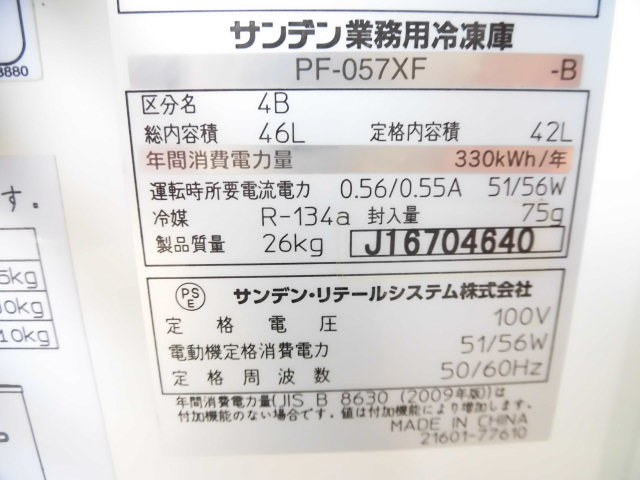 サンデン業務用冷凍庫
PF-057XF -B
区分名 4B
総内容積 46L 定格内容積 42L
年間消費電力量 330kWh/年
運転時所要電流電力 0.56/0.55A 51/56W
冷媒 R-134a 封入量 75g
製品質量 26kg J16704640
PSE サンデン・リテールシステム株式会社
定格電圧 100V
電動機定格消費電力 51/56W
定格周波数 50/60Hz
年間消費電力量(JIS B 8630 (2009年版)は
付加機能のない場合です。値は付加機能により増加します。
MADE IN CHINA
21601-77610
8880
す。
5kg
0kg
10kg